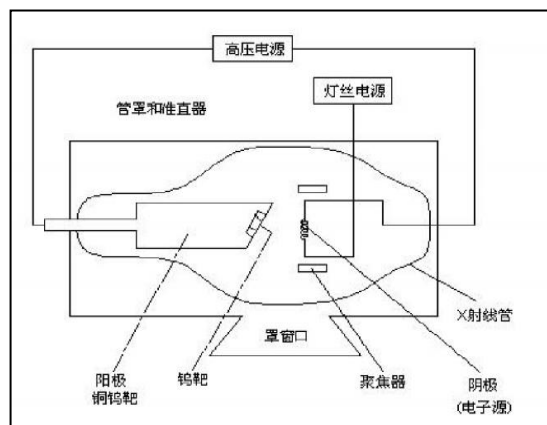 高压电源
灯丝电源
管罩和准直器
X射线管
罩窗口
阳极
铜钨靶
钨靶
聚焦器
阴极
(电子源)